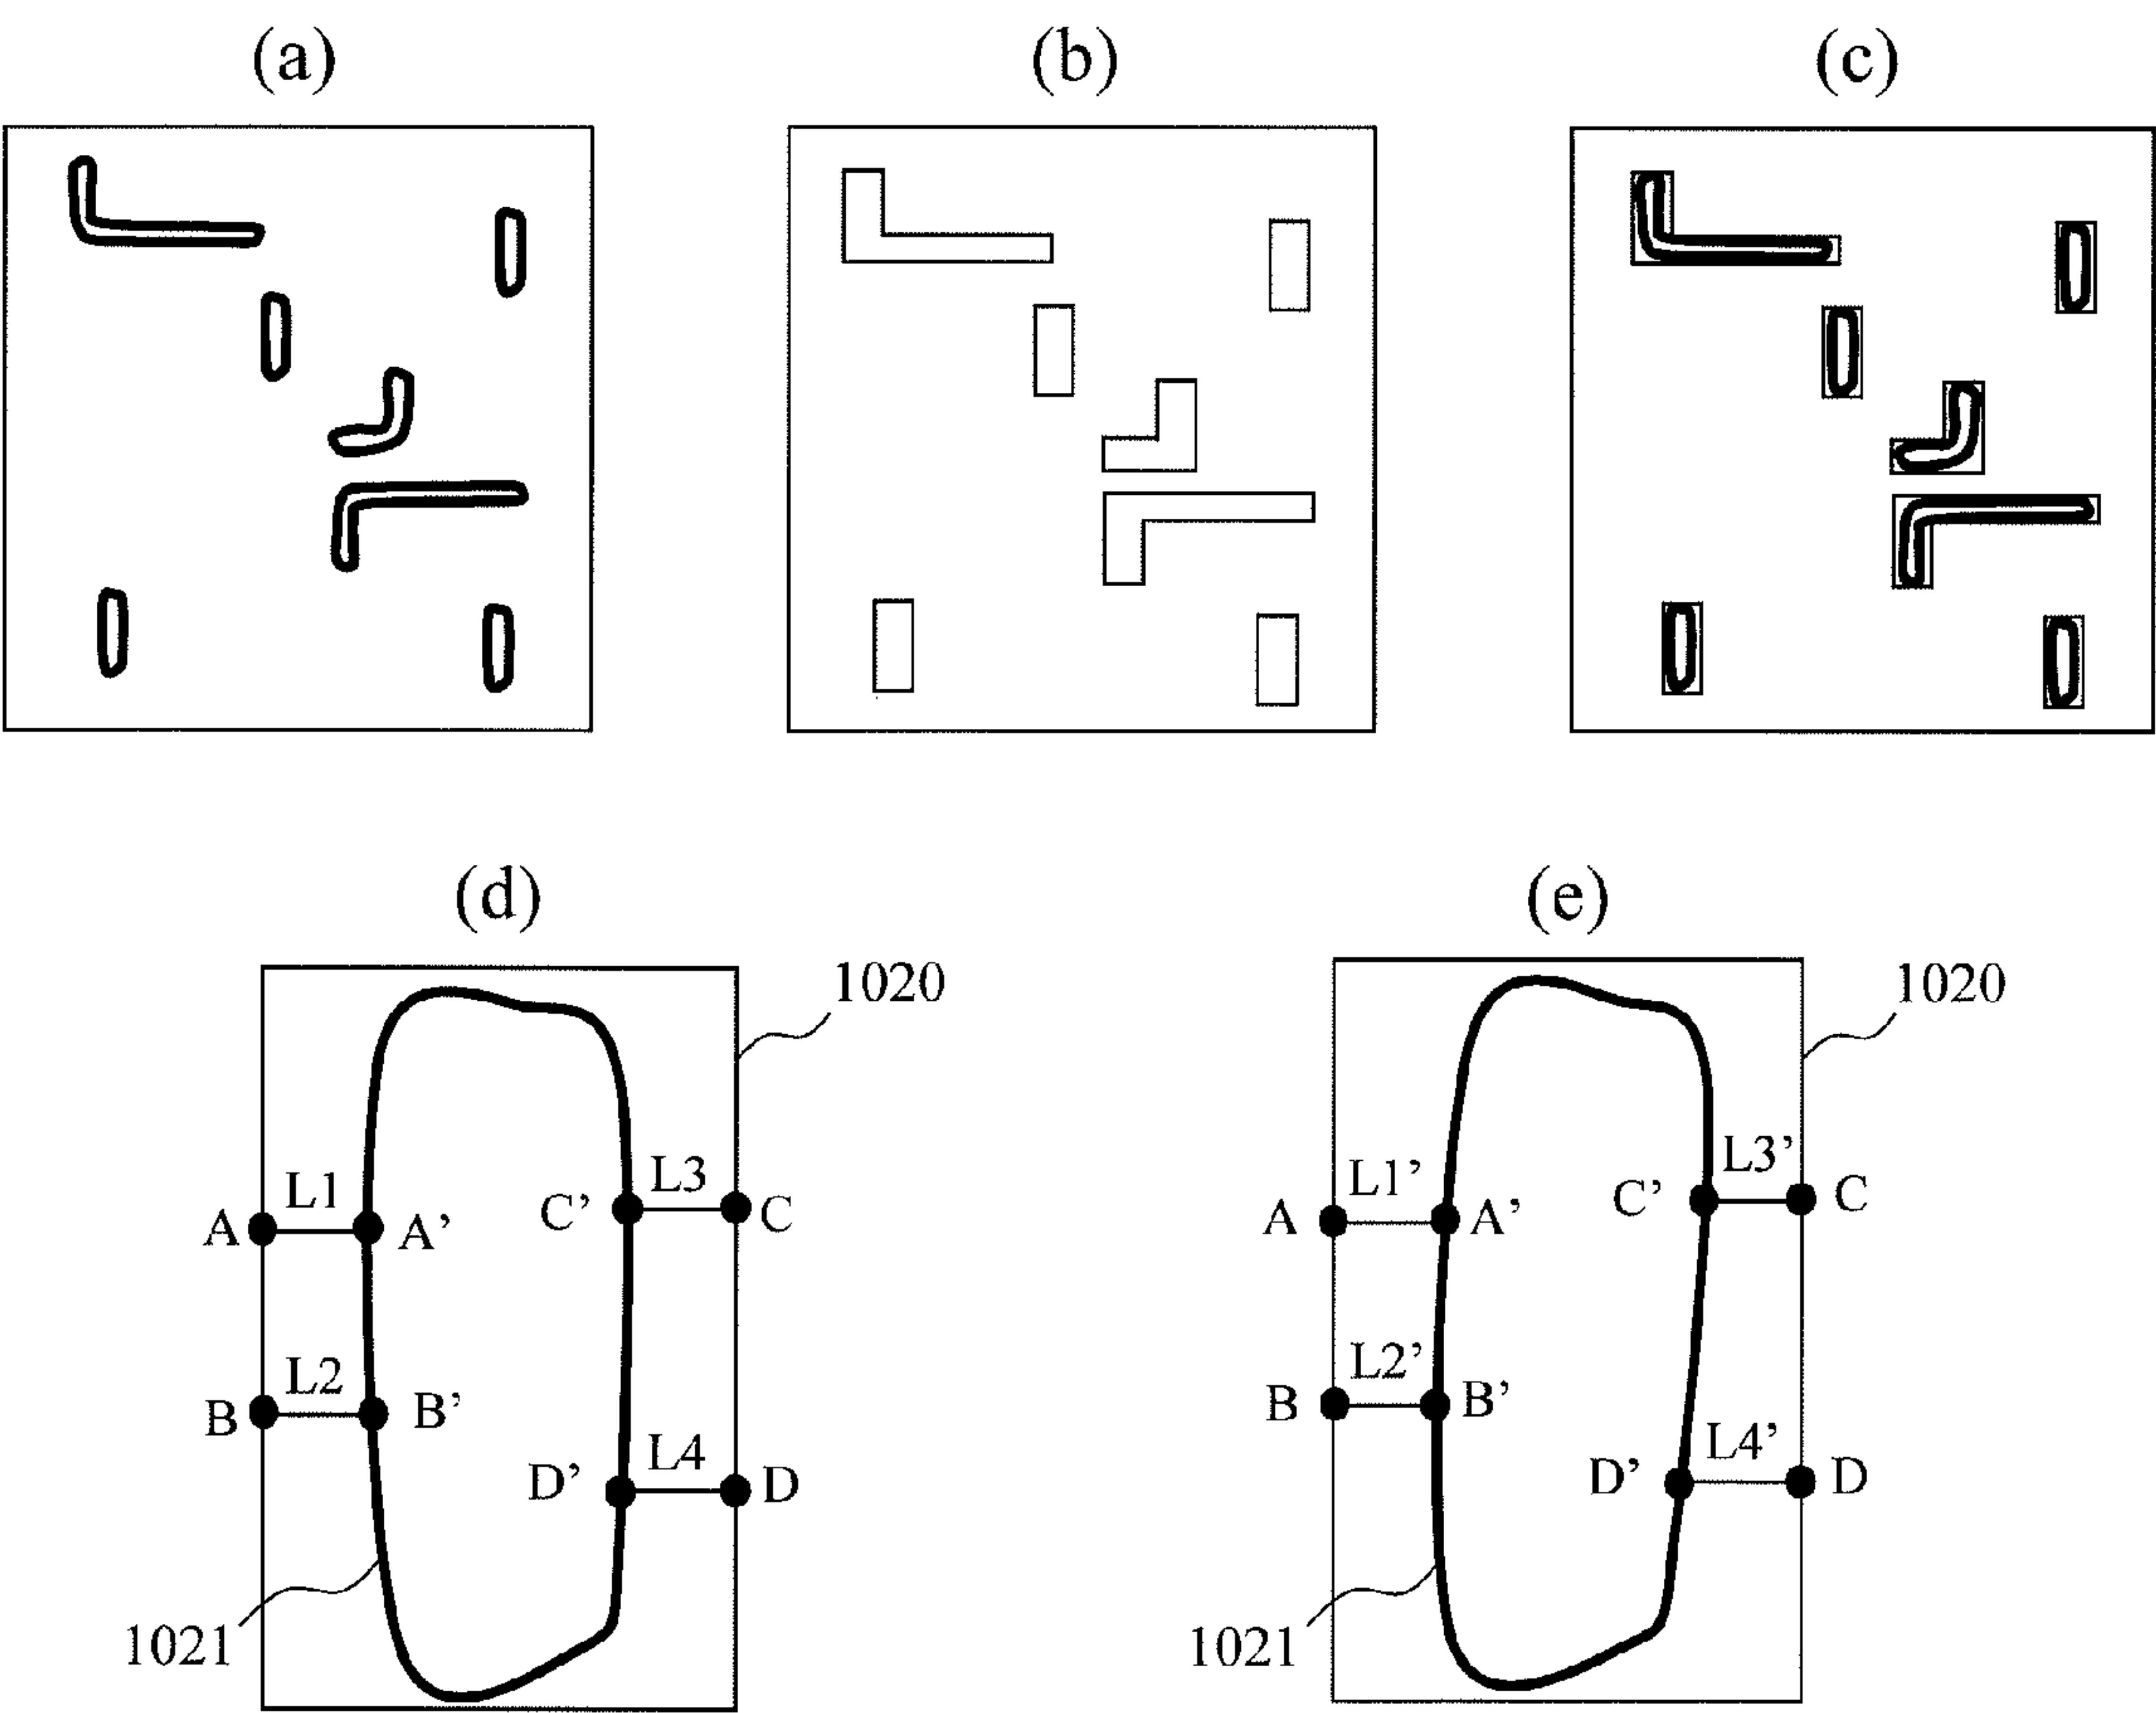 (a) (b) (c)
(d) (e)
1020 1020
L1 L3 L1’ L3’
A A’ C’ C A A’ C’ C
L2 L2’
B B’ B B’
L4 L4’
D’ D D’ D
1021 1021